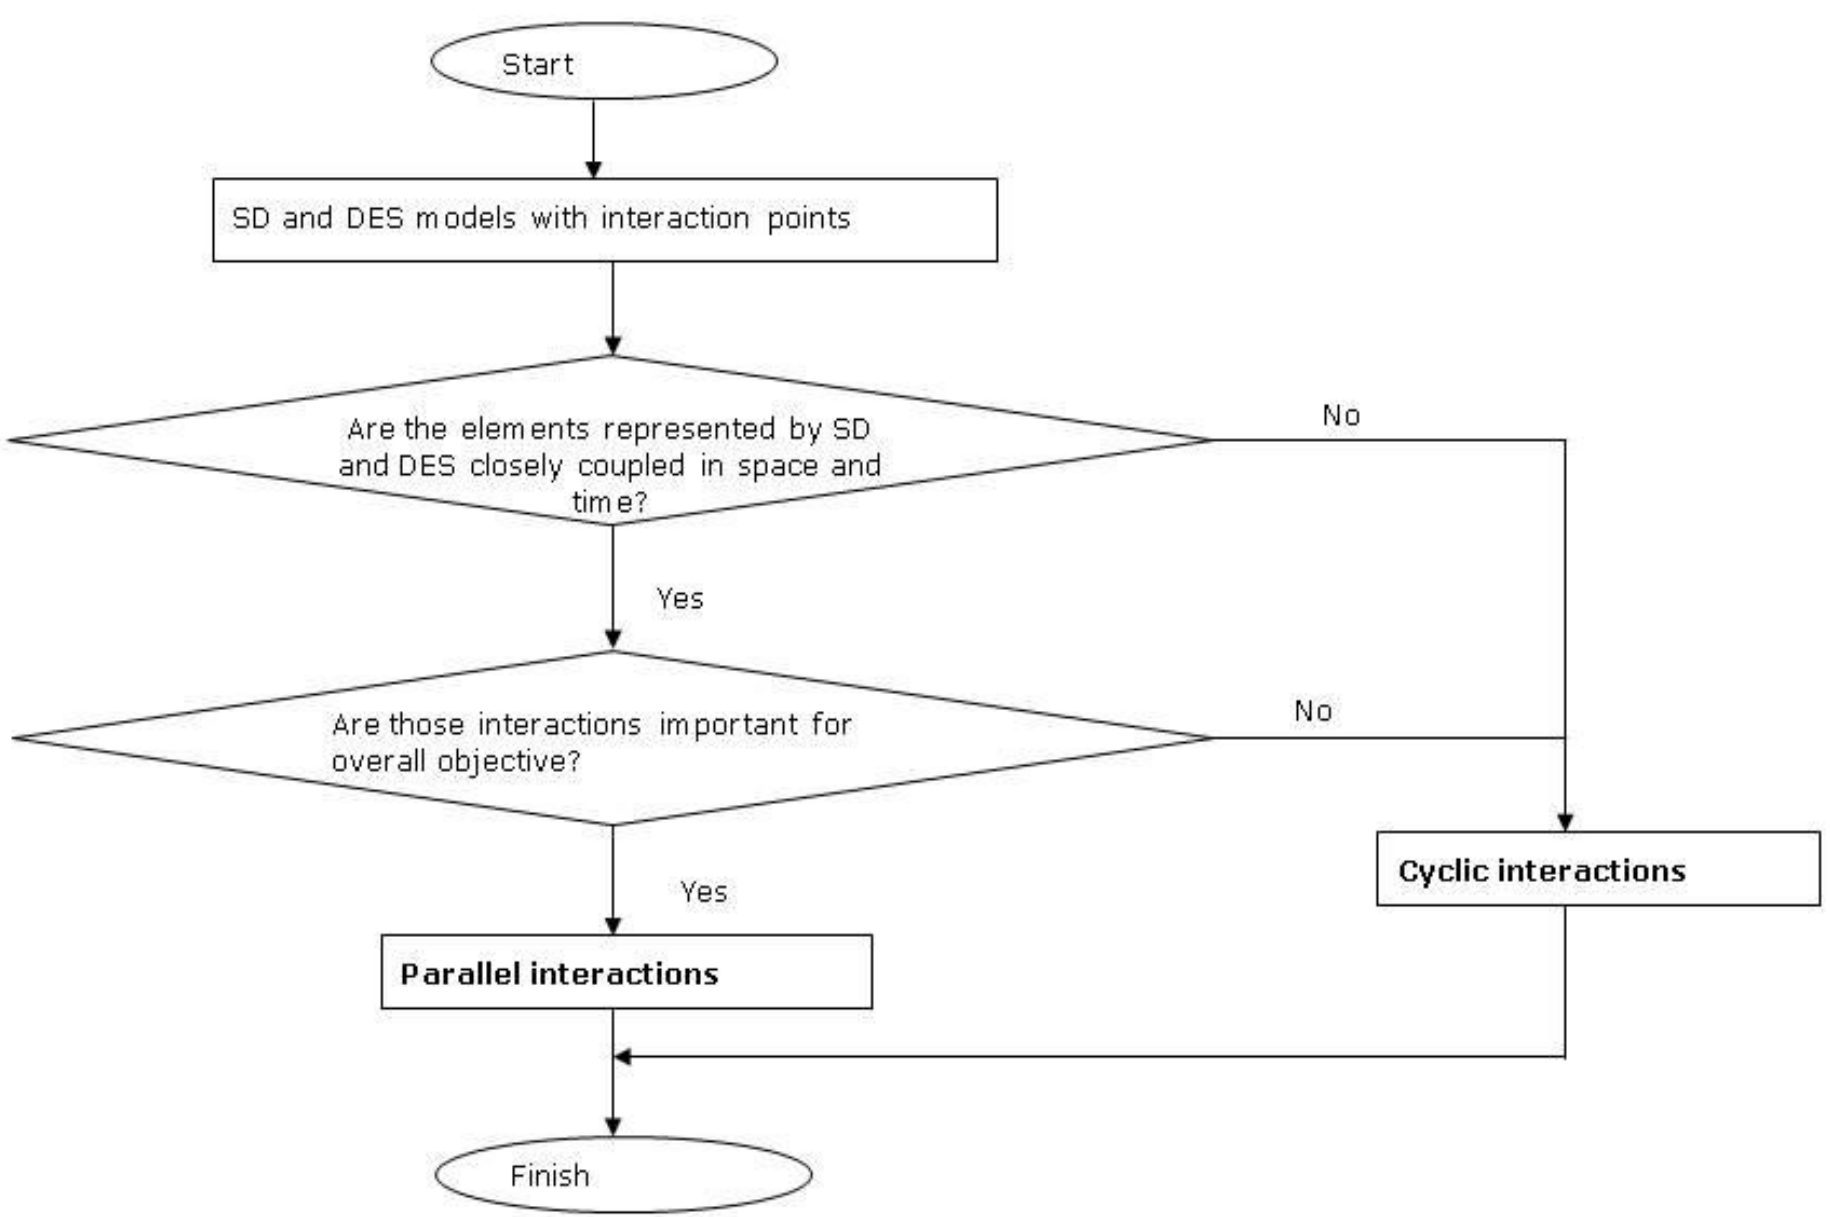 Start
SD and DES models with interaction points
Are the elements represented by SD
and DES closely coupled in space and
time?
No
Yes
Are those interactions important for
overall objective?
No
Yes
Cyclic interactions
Parallel interactions
Finish